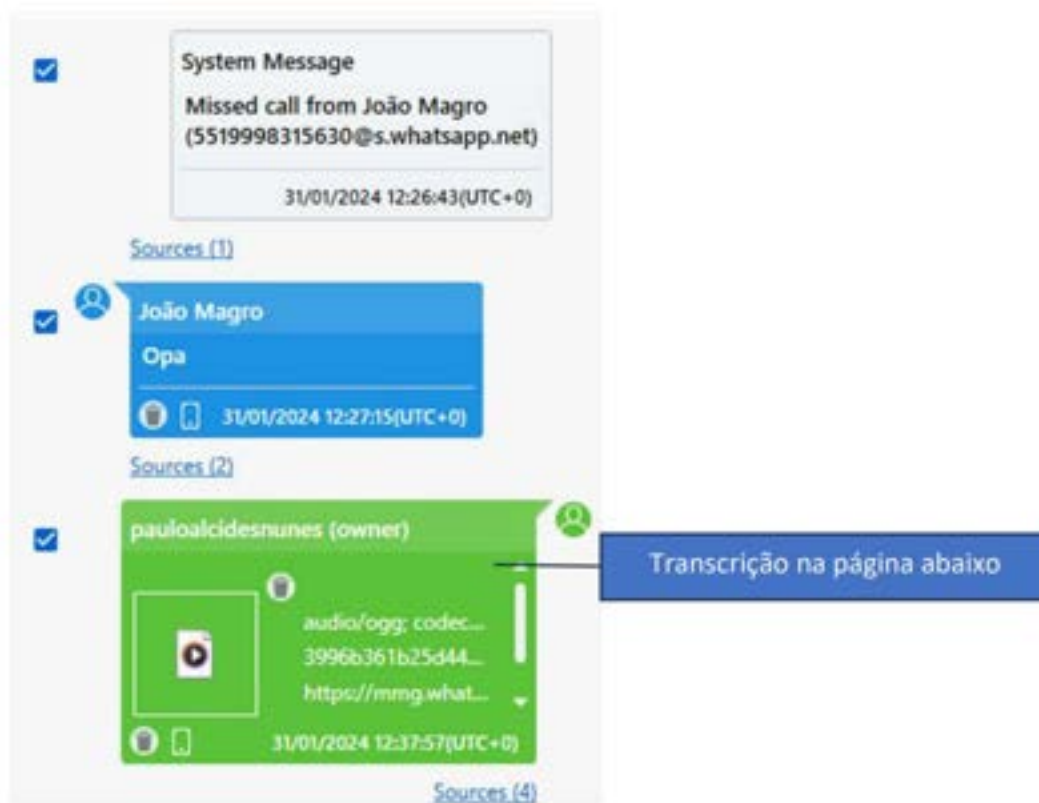 System Message
Missed call from João Magro
(5519998315630@s.whatsapp.net)
31/01/2024 12:26:43(UTC+0)
Sources (1)
João Magro
Opa
31/01/2024 12:27:15(UTC+0)
Sources (2)
pauloalcidesnunes (owner)
Transcrição na página abaixo
audio/ogg; codec...
3996b361b25d44...
https://mmg.what...
31/01/2024 12:37:57(UTC+0)
Sources (4)